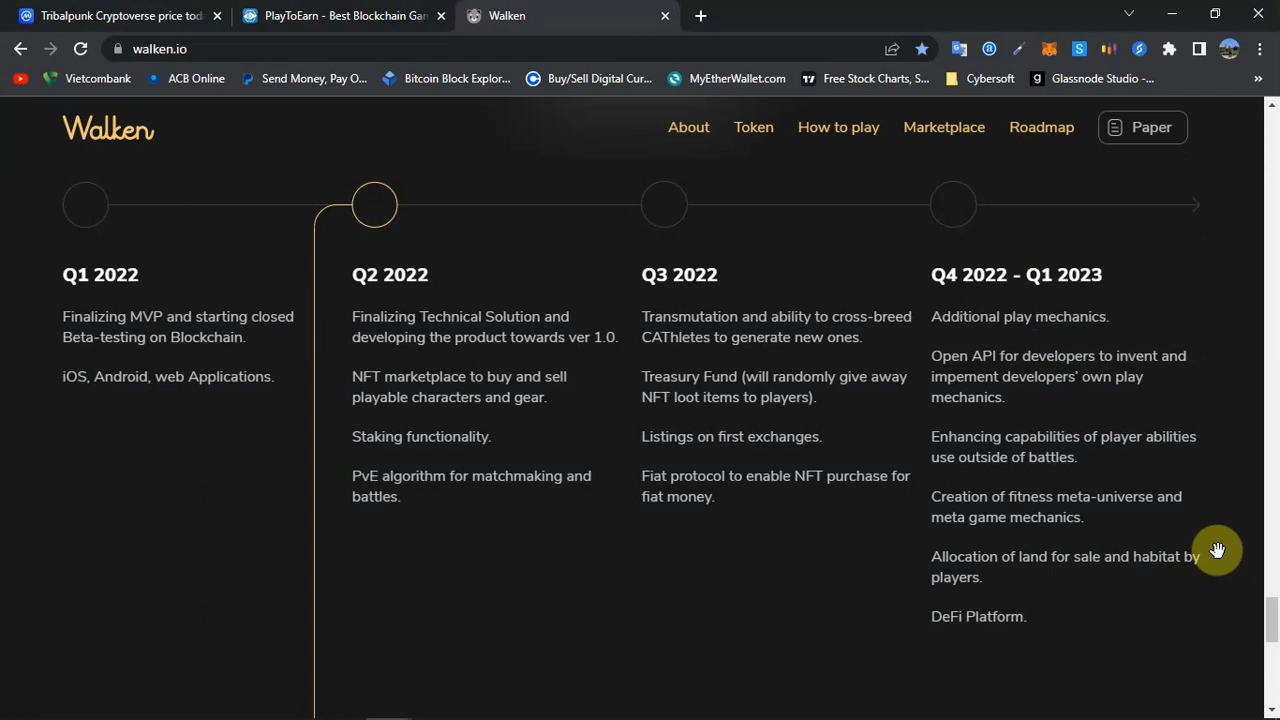 Tribalpunk Cryptoverse price tod
PlayToEarn - Best Blockchain Gan
Walken
walken.io
Vietcombank
ACB Online
Send Money, Pay O...
Bitcoin Block Explor...
Buy/Sell Digital Cur...
MyEtterWallet.com
Free Stock Charts, S...
Cybersoft
Glassnode Studio -...
Walken
About
Token
How to play
Marketplace
Roadmap
Paper
Q1 2022
Finalizing MVP and starting closed
Beta-testing on Blockchain.
iOS, Android, web Applications.
Q2 2022
Finalizing Technical Solution and
developing the product towards ver 1.0.
NFT marketplace to buy and sell
playable characters and gear.
Staking functionality.
PvE algorithm for matchmaking and
battles.
Q3 2022
Transmutation and ability to cross-breed
CAThletes to generate new ones.
Treasury Fund (will randomly give away
NFT loot items to players).
Listings on first exchanges.
Fiat protocol to enable NFT purchase for
fiat money.
Q4 2022 - Q1 2023
Additional play mechanics.
Open API for developers to invent and
impement developers' own play
mechanics.
Enhancing capabilities of player abilities
use outside of battles.
Creation of fitness meta-universe and
meta game mechanics.
Allocation of land for sale and habitat by
players.
DeFi Platform.